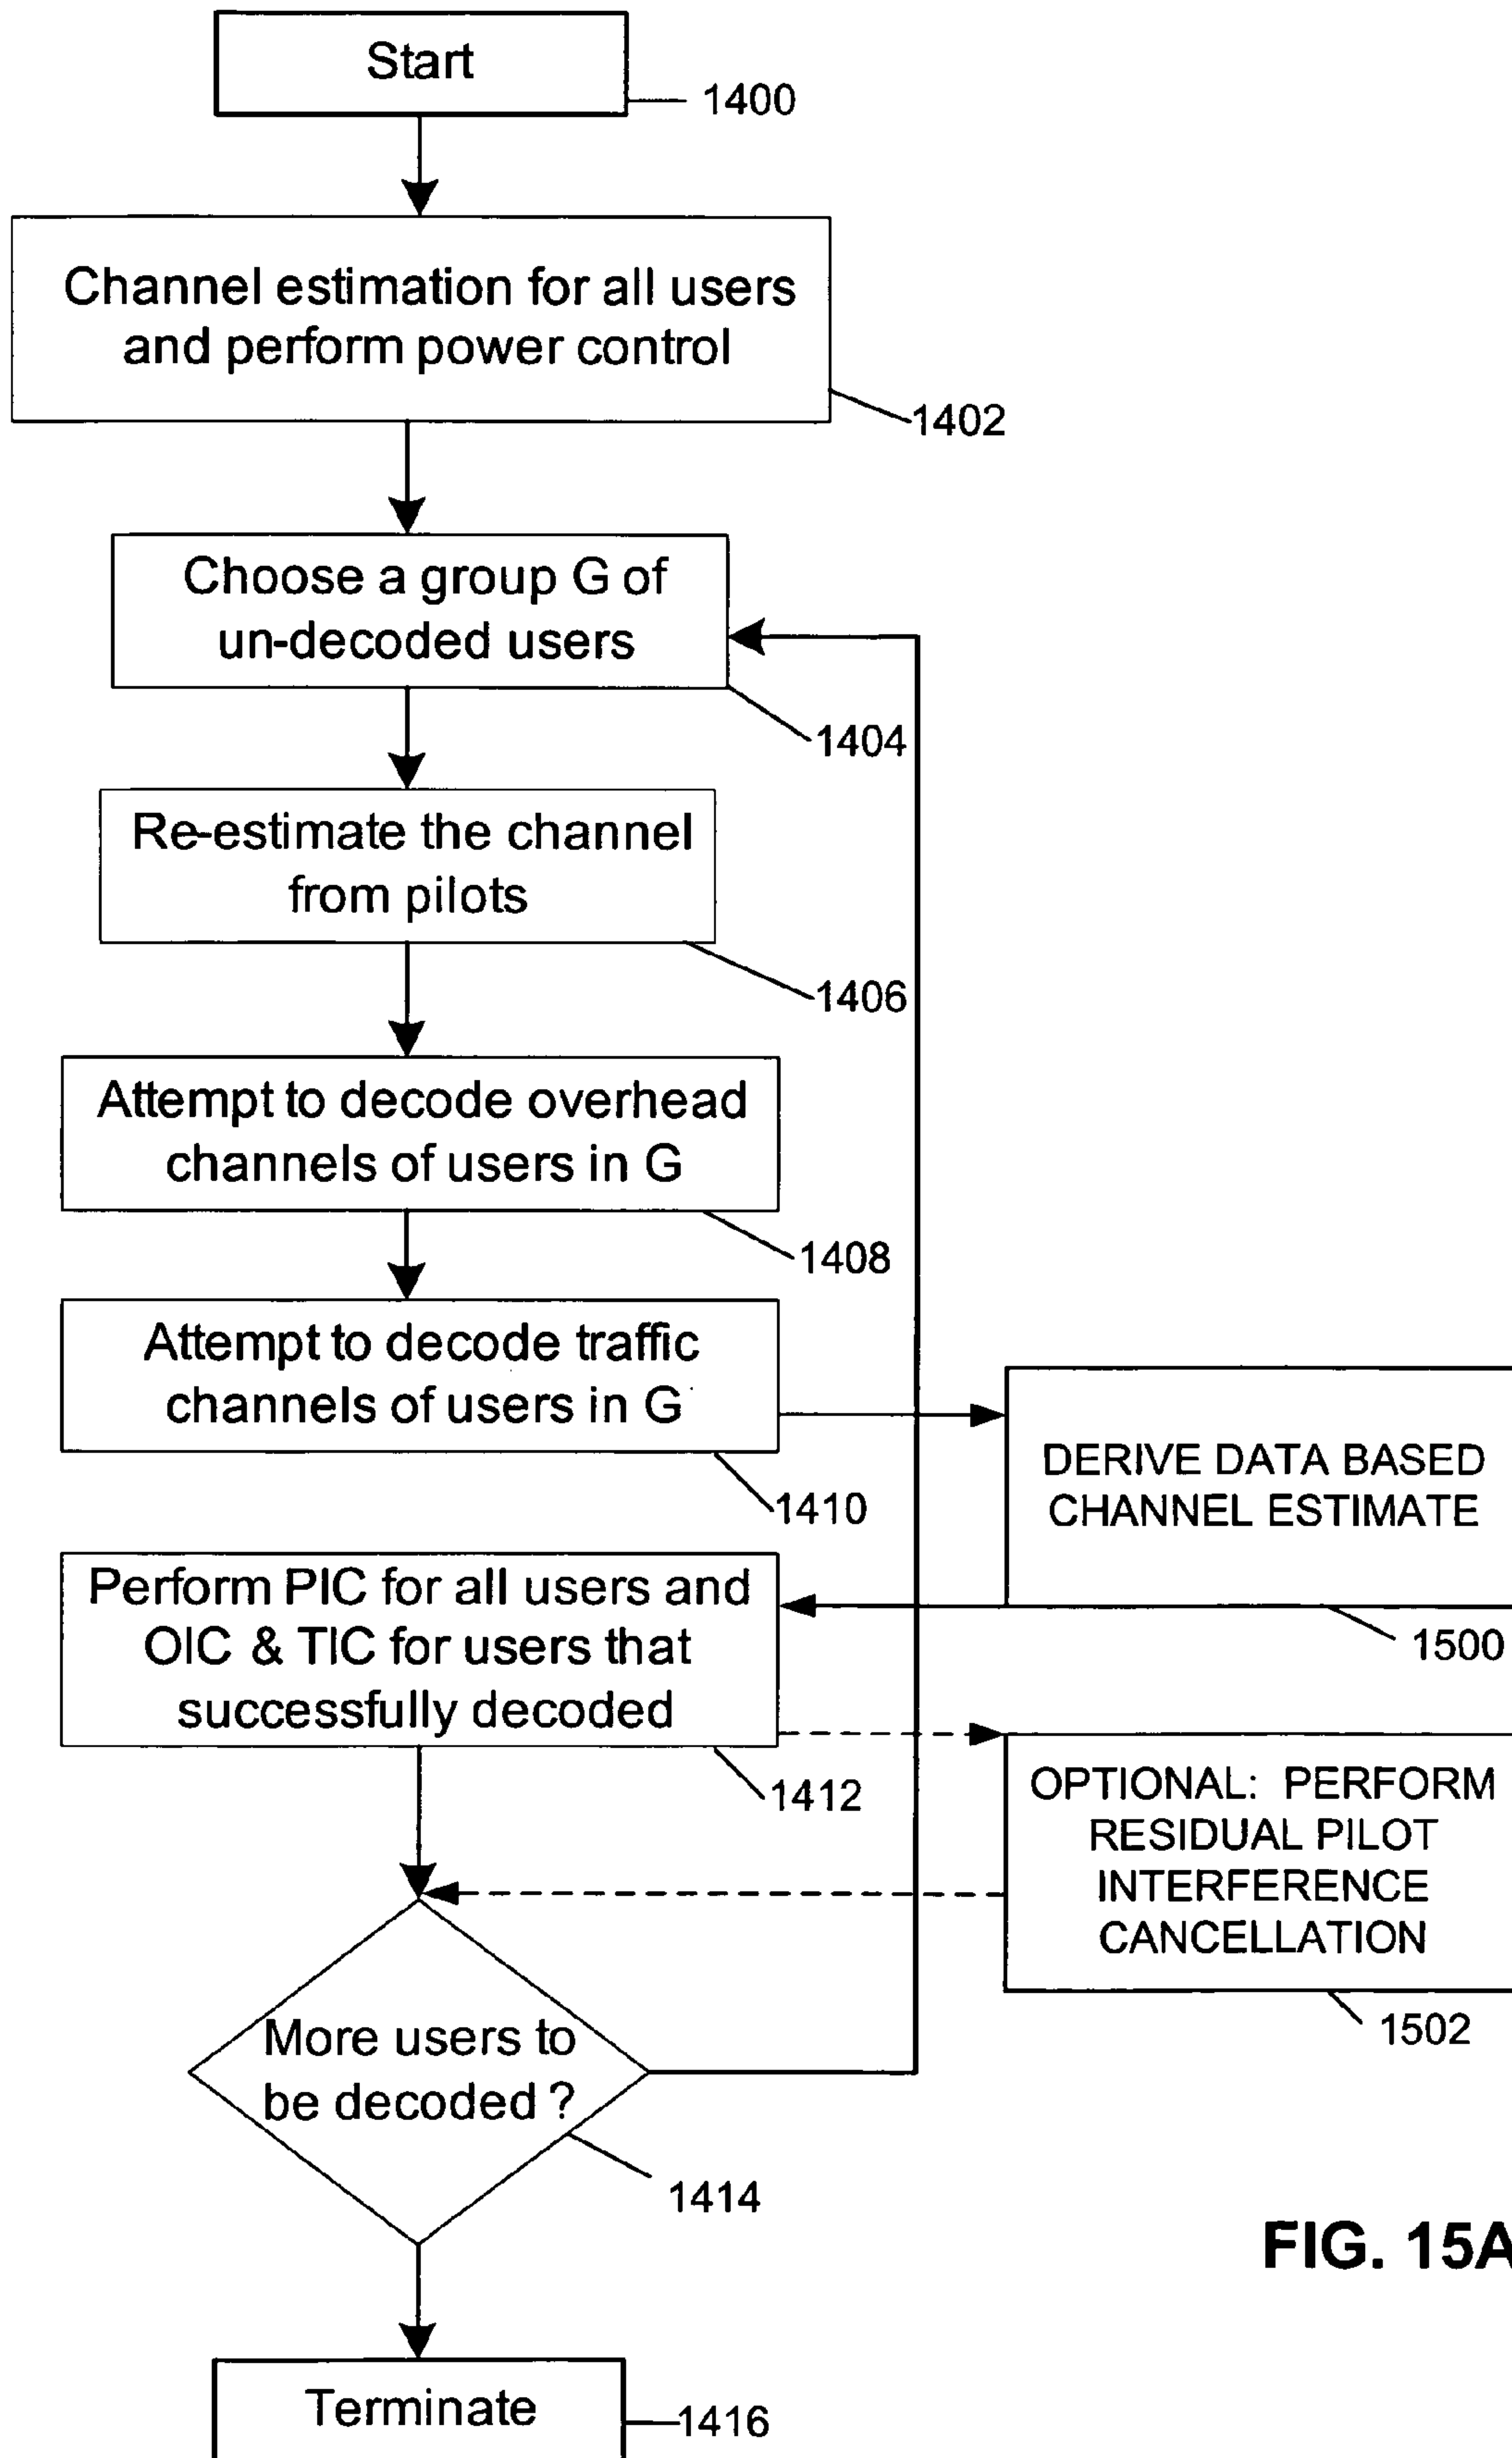 Start
1400
Channel estimation for all users
and perform power control
1402
Choose a group G of
un-decoded users
1404
Re-estimate the channel
from pilots
1406
Attempt to decode overhead
channels of users in G
1408
Attempt to decode traffic
channels of users in G
1410
DERIVE DATA BASED
CHANNEL ESTIMATE
1500
Perform PIC for all users and
OIC & TIC for users that
successfully decoded
1412
OPTIONAL: PERFORM
RESIDUAL PILOT
INTERFERENCE
CANCELLATION
1502
More users to
be decoded ?
1414
FIG. 15A
Terminate
1416